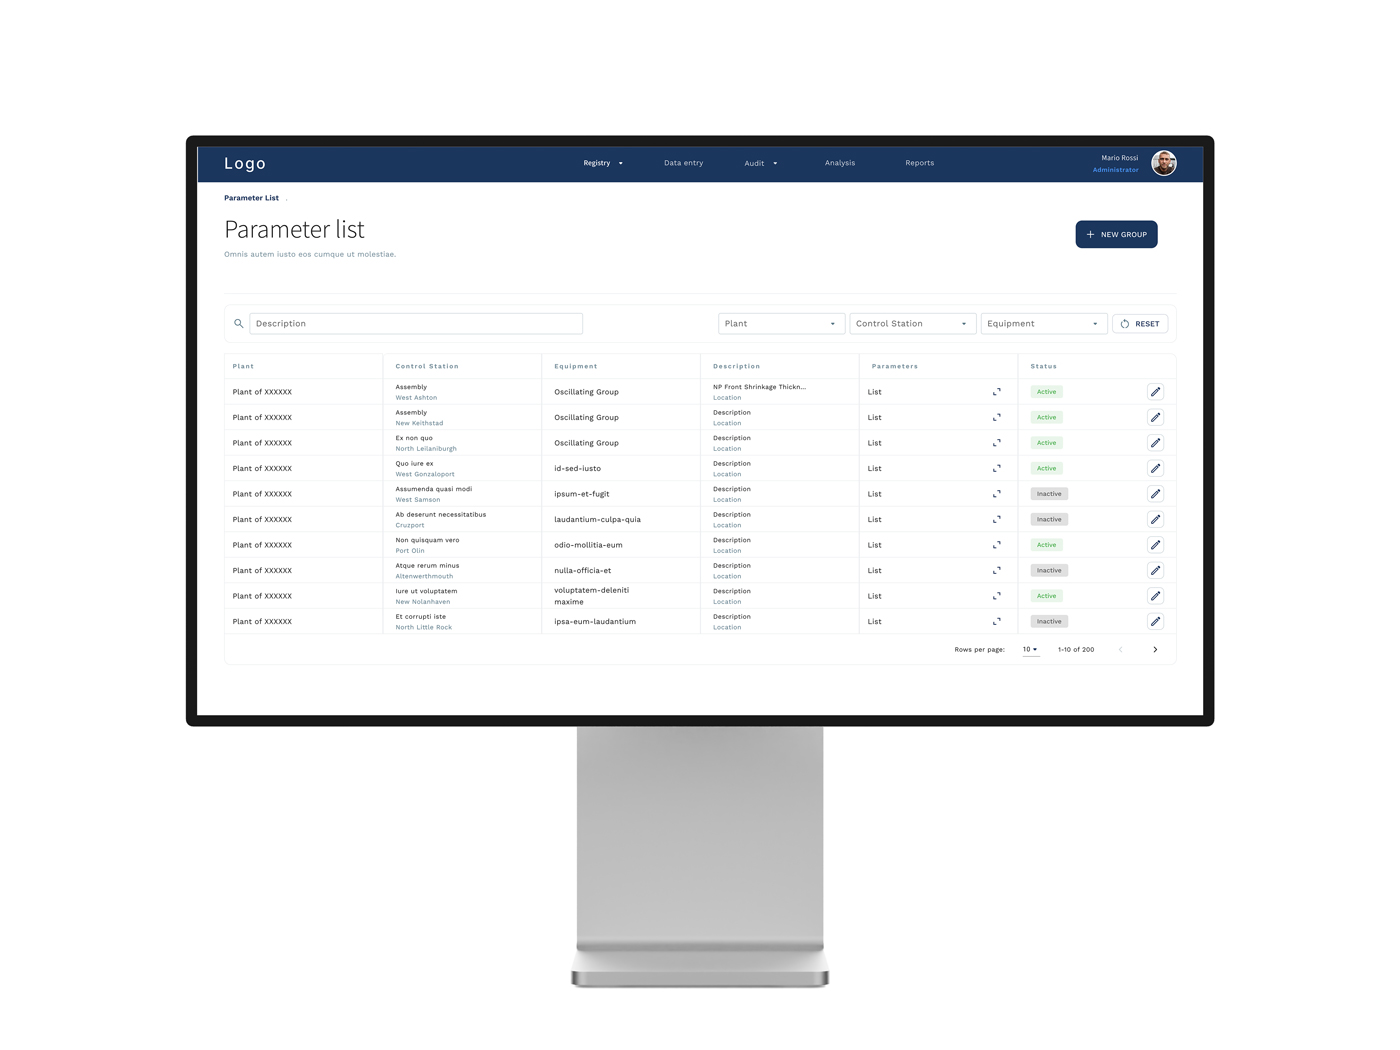 Logo
Registry
Data entry
Audit
Analysis
Reports
Mario Rossi
Administrator
Parameter List
Parameter list
Omnis autem iusto eos cumque ut molestiae.
NEW GROUP
Description
Plant
Control Station
Equipment
RESET
Plant Control Station Equipment Description Parameters Status
Plant of XXXXXX
Assembly
West Ashton
Oscillating Group
NP Front Shrinkage Thickn...
Location
List
Active
Plant of XXXXXX
Assembly
New Keithstad
Oscillating Group
Description
Location
List
Active
Plant of XXXXXX
Ex non quo
North Leilaniburgh
Oscillating Group
Description
Location
List
Active
Plant of XXXXXX
Quo iure ex
West Gonzaloport
id-sed-iusto
Description
Location
List
Active
Plant of XXXXXX
Assumenda quasi modi
West Samson
ipsum-et-fugit
Description
Location
List
Inactive
Plant of XXXXXX
Ab deserunt necessitatibus
Cruzport
laudantium-culpa-quia
Description
Location
List
Inactive
Plant of XXXXXX
Non quisquam vero
Port Olin
odio-mollitia-eum
Description
Location
List
Active
Plant of XXXXXX
Atque rerum minus
Altenwerthmouth
nulla-officia-et
Description
Location
List
Inactive
Plant of XXXXXX
Iure ut voluptatem
New Nolanhaven
voluptatem-deleniti
maxime
Description
Location
List
Active
Plant of XXXXXX
Et corrupti iste
North Little Rock
ipsa-eum-laudantium
Description
Location
List
Inactive
Rows per page: 10 1-10 of 200